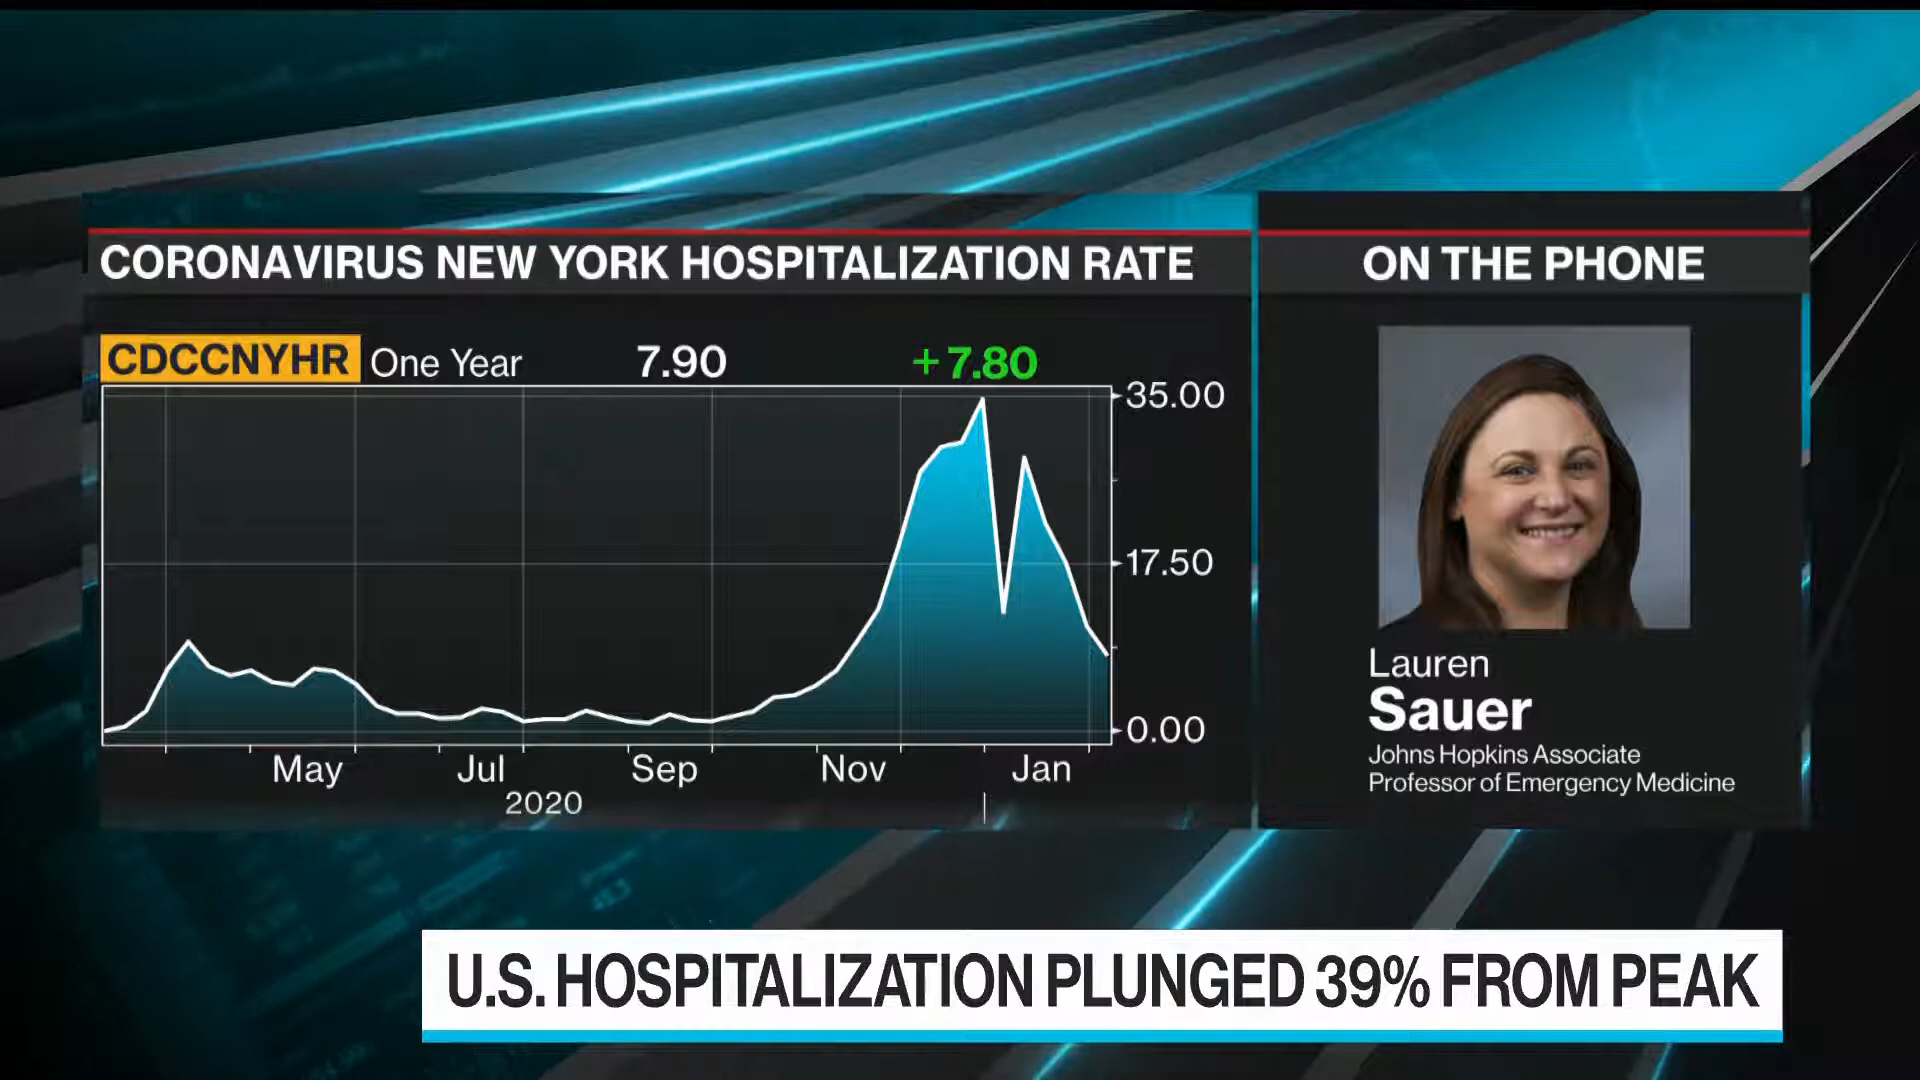 CORONAVIRUS NEW YORK HOSPITALIZATION RATE
CDCCNYHR One Year 7.90 +7.80
35.00
17.50
0.00
May Jul Sep Nov Jan
2020
ON THE PHONE
Lauren
Sauer
Johns Hopkins Associate
Professor of Emergency Medicine
U.S. HOSPITALIZATION PLUNGED 39% FROM PEAK